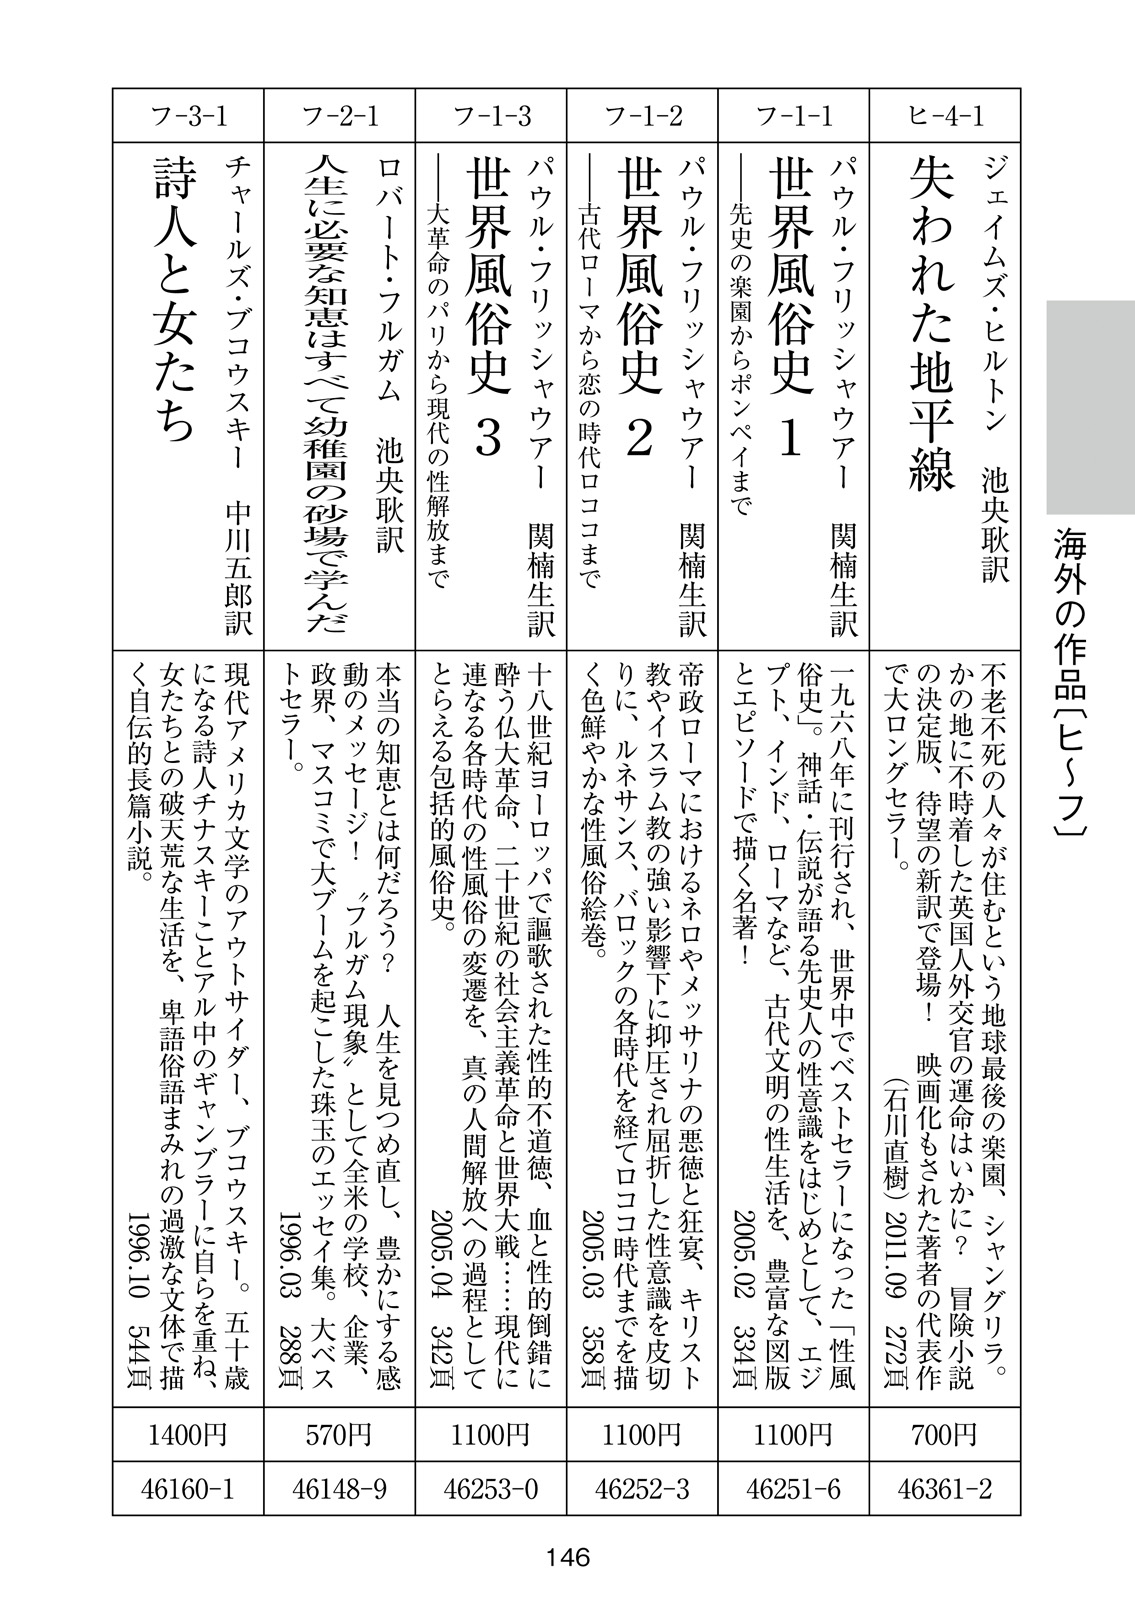 海外の作品［ヒ〜フ］
ヒ-4-1
ジェイムズ・ヒルトン　池央耿訳
失われた地平線
不老不死の人々が住むという地球最後の楽園、シャングリラ。
かの地に不時着した英国人外交官の運命はいかに？　冒険小説
の決定版、待望の新訳で登場！　映画化もされた著者の代表作
で大ロングセラー。　（石川直樹）2011.09　272頁
700円
46361-2
フ-1-1
パウル・フリッシャウアー　関楠生訳
世界風俗史 1
──先史の楽園からポンペイまで
一九六八年に刊行され、世界中でベストセラーになった「性風
俗史」。神話・伝説が語る先史人の性意識をはじめとして、エジ
プト、インド、ローマなど、古代文明の性生活を、豊富な図版
とエピソードで描く名著！　2005.02　334頁
1100円
46251-6
フ-1-2
パウル・フリッシャウアー　関楠生訳
世界風俗史 2
──古代ローマから恋の時代ロココまで
帝政ローマにおけるネロやメッサリナの悪徳と狂宴、キリスト
教やイスラム教の強い影響下に抑圧され屈折した性意識を皮切
りに、ルネサンス、バロックの各時代を経てロココ時代までを描
く色鮮やかな性風俗絵巻。　2005.03　358頁
1100円
46252-3
フ-1-3
パウル・フリッシャウアー　関楠生訳
世界風俗史 3
──大革命のパリから現代の性解放まで
十八世紀ヨーロッパで謳歌された性的不道徳、血と性的倒錯に
酔う仏大革命、二十世紀の社会主義革命と世界大戦……現代に
連なる各時代の性風俗の変遷を、真の人間解放への過程として
とらえる包括的風俗史。　2005.04　342頁
1100円
46253-0
フ-2-1
ロバート・フルガム　池央耿訳
人生に必要な知恵はすべて幼稚園の砂場で学んだ
本当の知恵とは何だろう？　人生を見つめ直し、豊かにする感
動のメッセージ！　〝フルガム現象〟として全米の学校、企業、
政界、マスコミで大ブームを起こした珠玉のエッセイ集。大ベス
トセラー。　1996.03　288頁
570円
46148-9
フ-3-1
チャールズ・ブコウスキー　中川五郎訳
詩人と女たち
現代アメリカ文学のアウトサイダー、ブコウスキー。五十歳
になる詩人チナスキーことアル中のギャンブラーに自らを重ね、
女たちとの破天荒な生活を、卑語俗語まみれの過激な文体で描
く自伝的長篇小説。　1996.10　544頁
1400円
46160-1
146